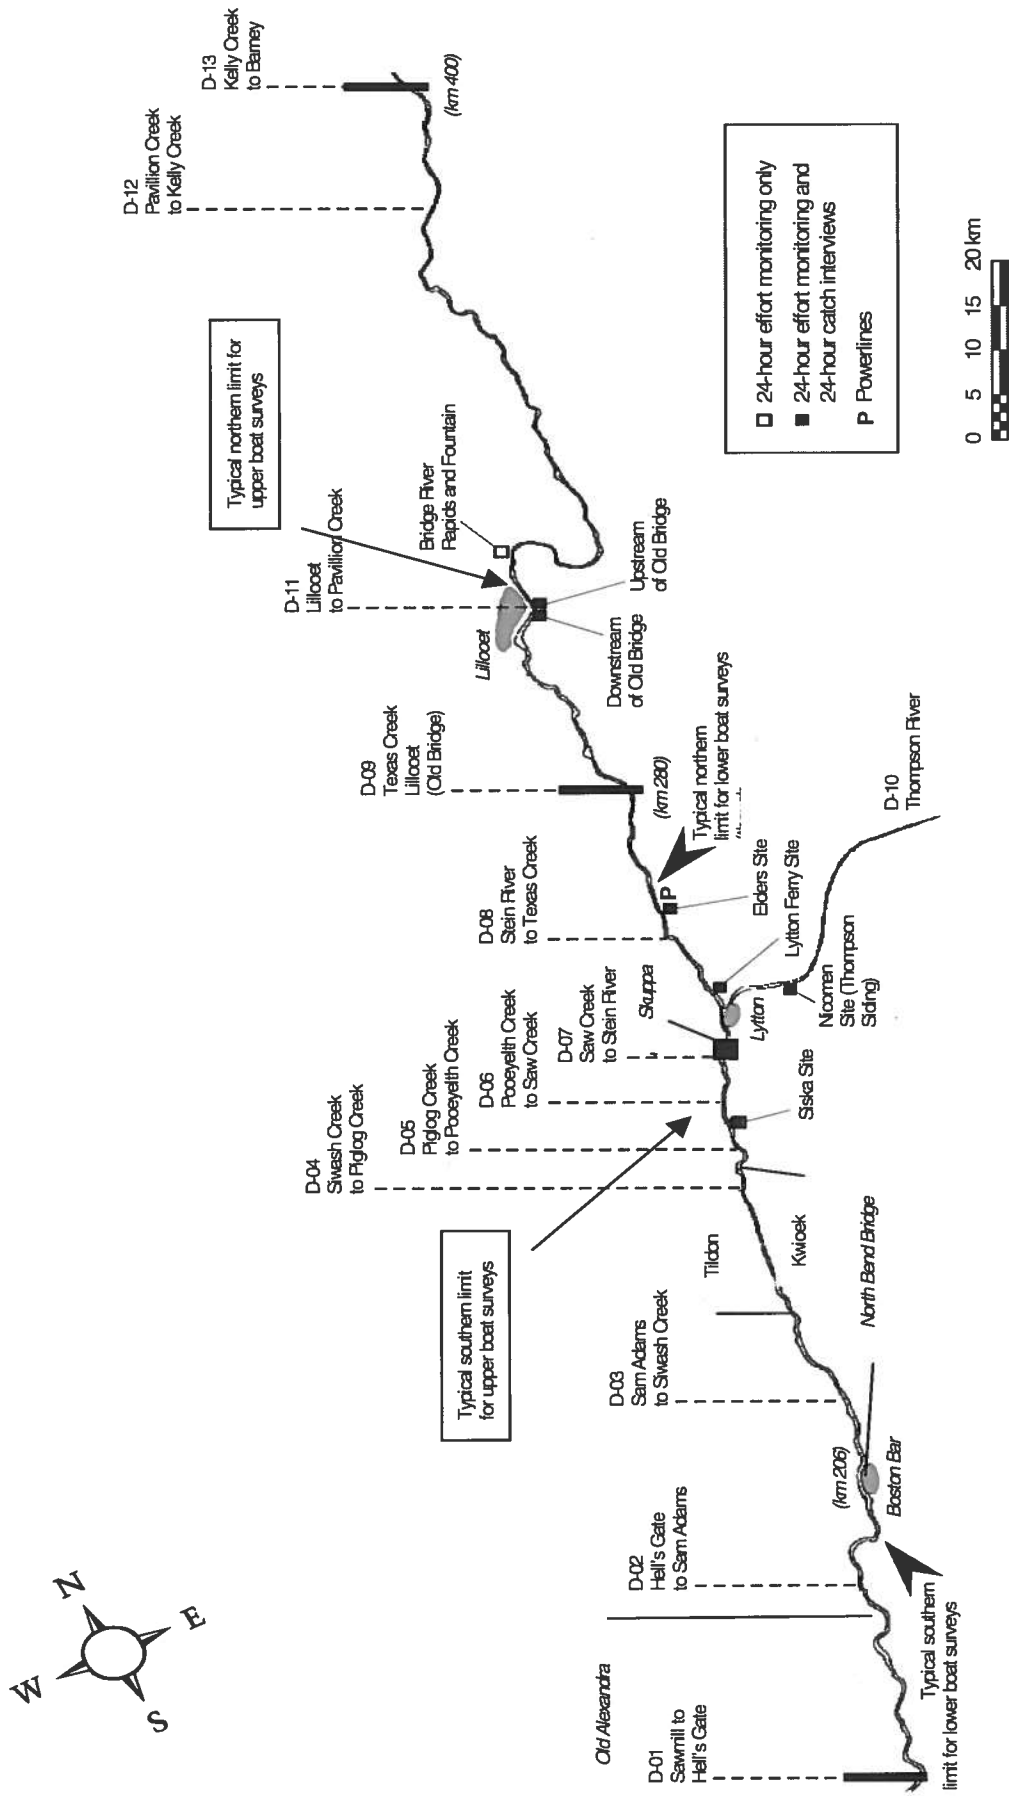 D-13
Kelly Creek
to Barney
(km 400)
D-12
Pavillion Creek
to Kelly Creek
Typical northern limit for
upper boat surveys
D-11
Lillooet
to Pavillion Creek
Bridge River
Rapids and Fountain
Lillooet
Upstream
of Old Bridge
Downstream
of Old Bridge
D-09
Texas Creek
Lillooet
(Old Bridge)
(km 280)
Typical northern
limit for lower boat surveys
D-08
Stein River
to Texas Creek
P
Elders Site
Lytton Ferry Site
D-10
Thompson River
Nicomen
Site (Thompson
Siding)
Lytton
Skuppa
D-07
Saw Creek
to Stein River
D-06
Pooeyelth Creek
to Saw Creek
D-05
Piglog Creek
to Pooeyelth Creek
D-04
Siwash Creek
to Piglog Creek
Siska Site
Typical southern limit
for upper boat surveys
Tildon
Kwioek
North Bend Bridge
D-03
Sam Adams
to Siwash Creek
(km 206)
Boston Bar
D-02
Hell's Gate
to Sam Adams
Typical southern
limit for lower boat surveys
Old Alexandra
D-01
Sawmill to
Hell's Gate
N
E
S
W
24-hour effort monitoring only
24-hour effort monitoring and
24-hour catch interviews
P Powerlines
0 5 10 15 20 km